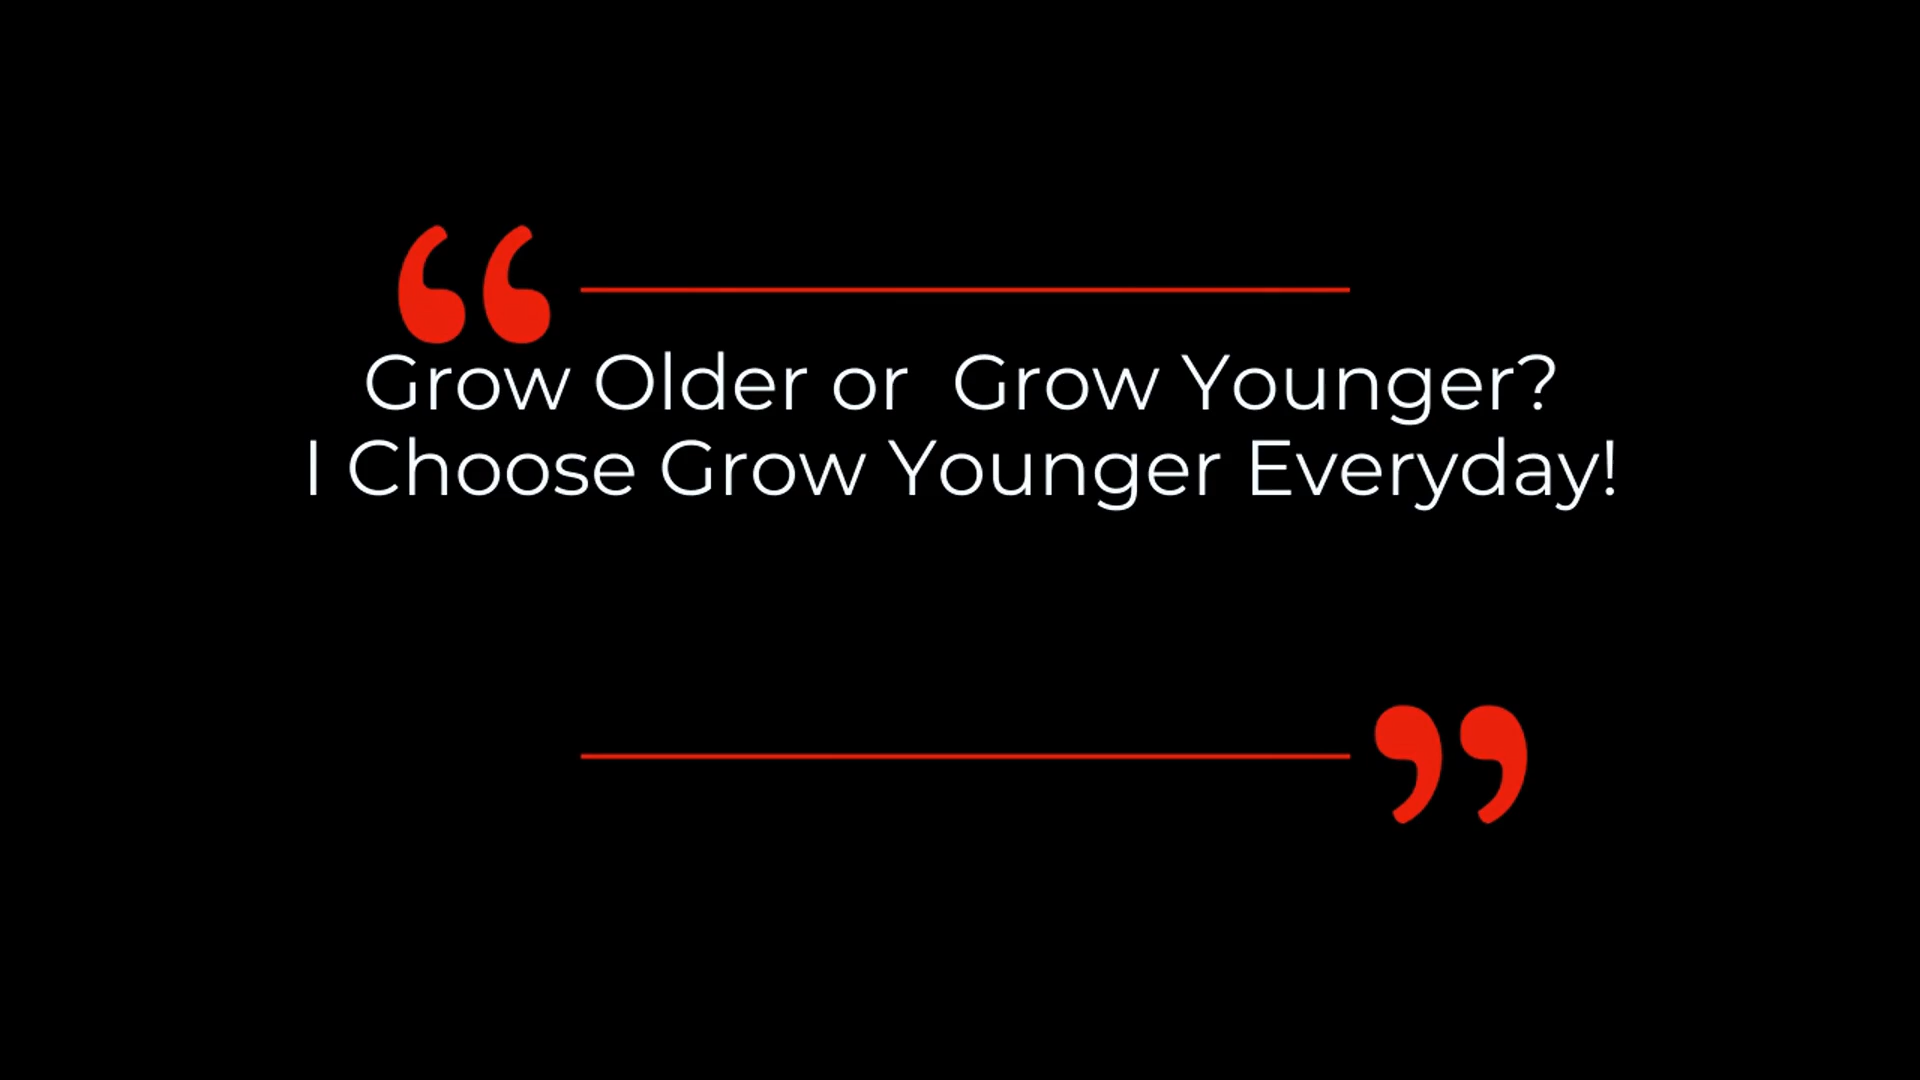 “
Grow Older or  Grow Younger?
I Choose Grow Younger Everyday!
”